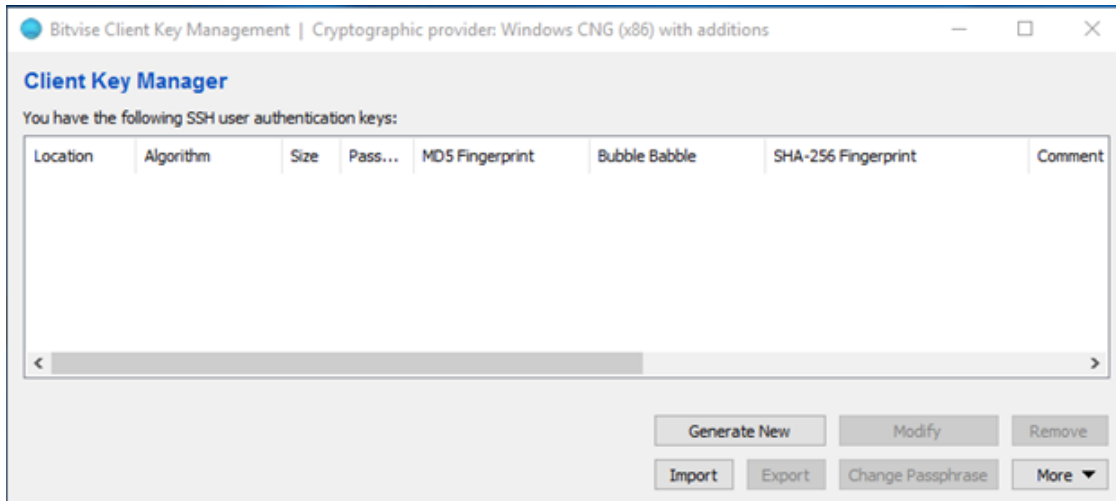 Bitvise Client Key Management | Cryptographic provider: Windows CNG (x86) with additions
Client Key Manager
You have the following SSH user authentication keys:
Location Algorithm Size Pass... MD5 Fingerprint Bubble Babble SHA-256 Fingerprint Comment
Generate New Modify Remove
Import Export Change Passphrase More